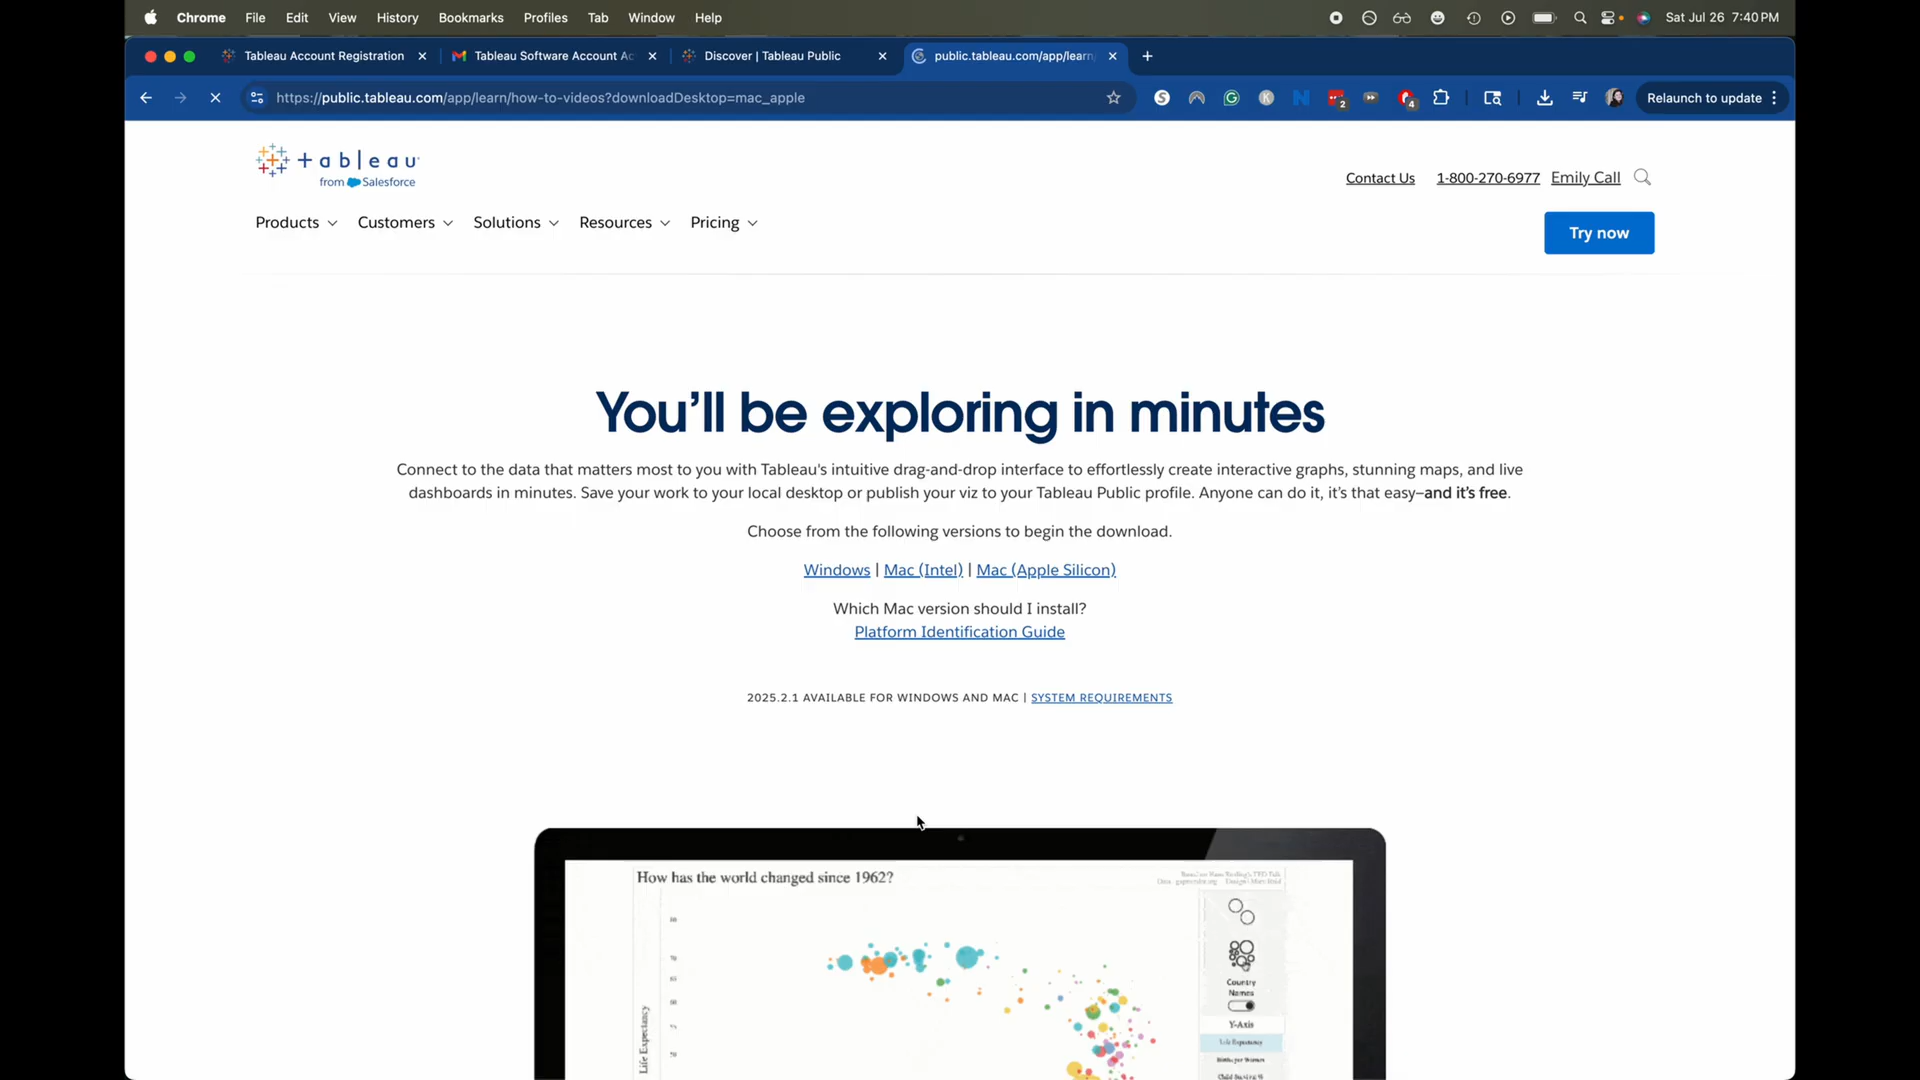 Chrome File Edit View History Bookmarks Profiles Tab Window Help Sat Jul 26 7:40 PM
Tableau Account Registration Tableau Software Account Ac Discover | Tableau Public public.tableau.com/app/learn
https://public.tableau.com/app/learn/how-to-videos?downloadDesktop=mac_apple 2 4 Relaunch to update
+ a b | e a u
from Salesforce
Contact Us 1-800-270-6977 Emily Call
Products Customers Solutions Resources Pricing
Try now
You'll be exploring in minutes
Connect to the data that matters most to you with Tableau's intuitive drag-and-drop interface to effortlessly create interactive graphs, stunning maps, and live
dashboards in minutes. Save your work to your local desktop or publish your viz to your Tableau Public profile. Anyone can do it, it's that easy–and it's free.
Choose from the following versions to begin the download.
Windows | Mac (Intel) | Mac (Apple Silicon)
Which Mac version should I install?
Platform Identification Guide
2025.2.1 AVAILABLE FOR WINDOWS AND MAC | SYSTEM REQUIREMENTS
How has the world changed since 1962?
Country
Names
Y-Axis
Life Expectancy
Life Expectancy